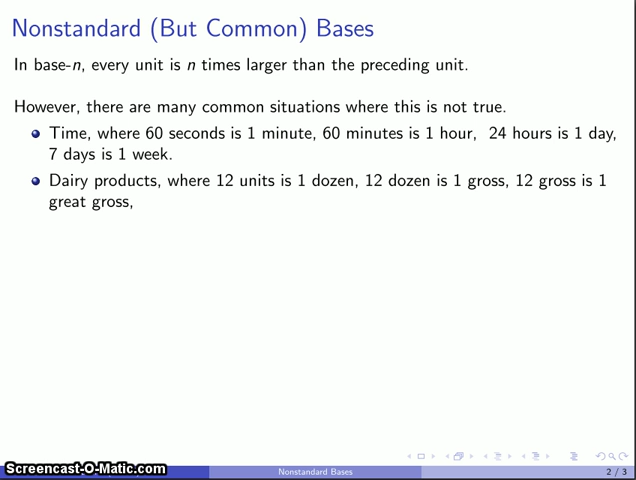 Nonstandard (But Common) Bases
In base-n, every unit is n times larger than the preceding unit.
However, there are many common situations where this is not true.
Time, where 60 seconds is 1 minute, 60 minutes is 1 hour, 24 hours is 1 day,
7 days is 1 week.
Dairy products, where 12 units is 1 dozen, 12 dozen is 1 gross, 12 gross is 1
great gross,
Screencast-O-Matic.com
Nonstandard Bases
2 / 3